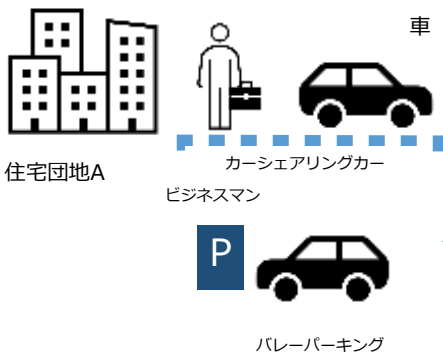 車
カーシェアリングカー
住宅団地A
ビジネスマン
P
バレーパーキング